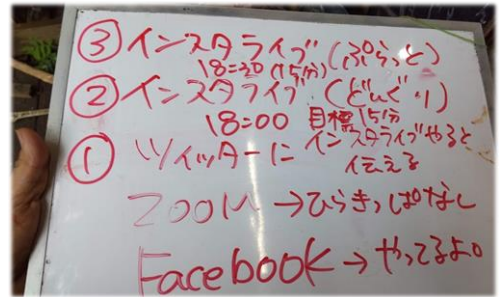 ③ インスタライブ (ぷらっと)
18:30 (15分)
② インスタライブ (どんぐり)
18:00 目標15分
① ツイッターに インスタライブやると
伝える
ZOOM → ひらきっぱなし
Facebook → やってるよ。